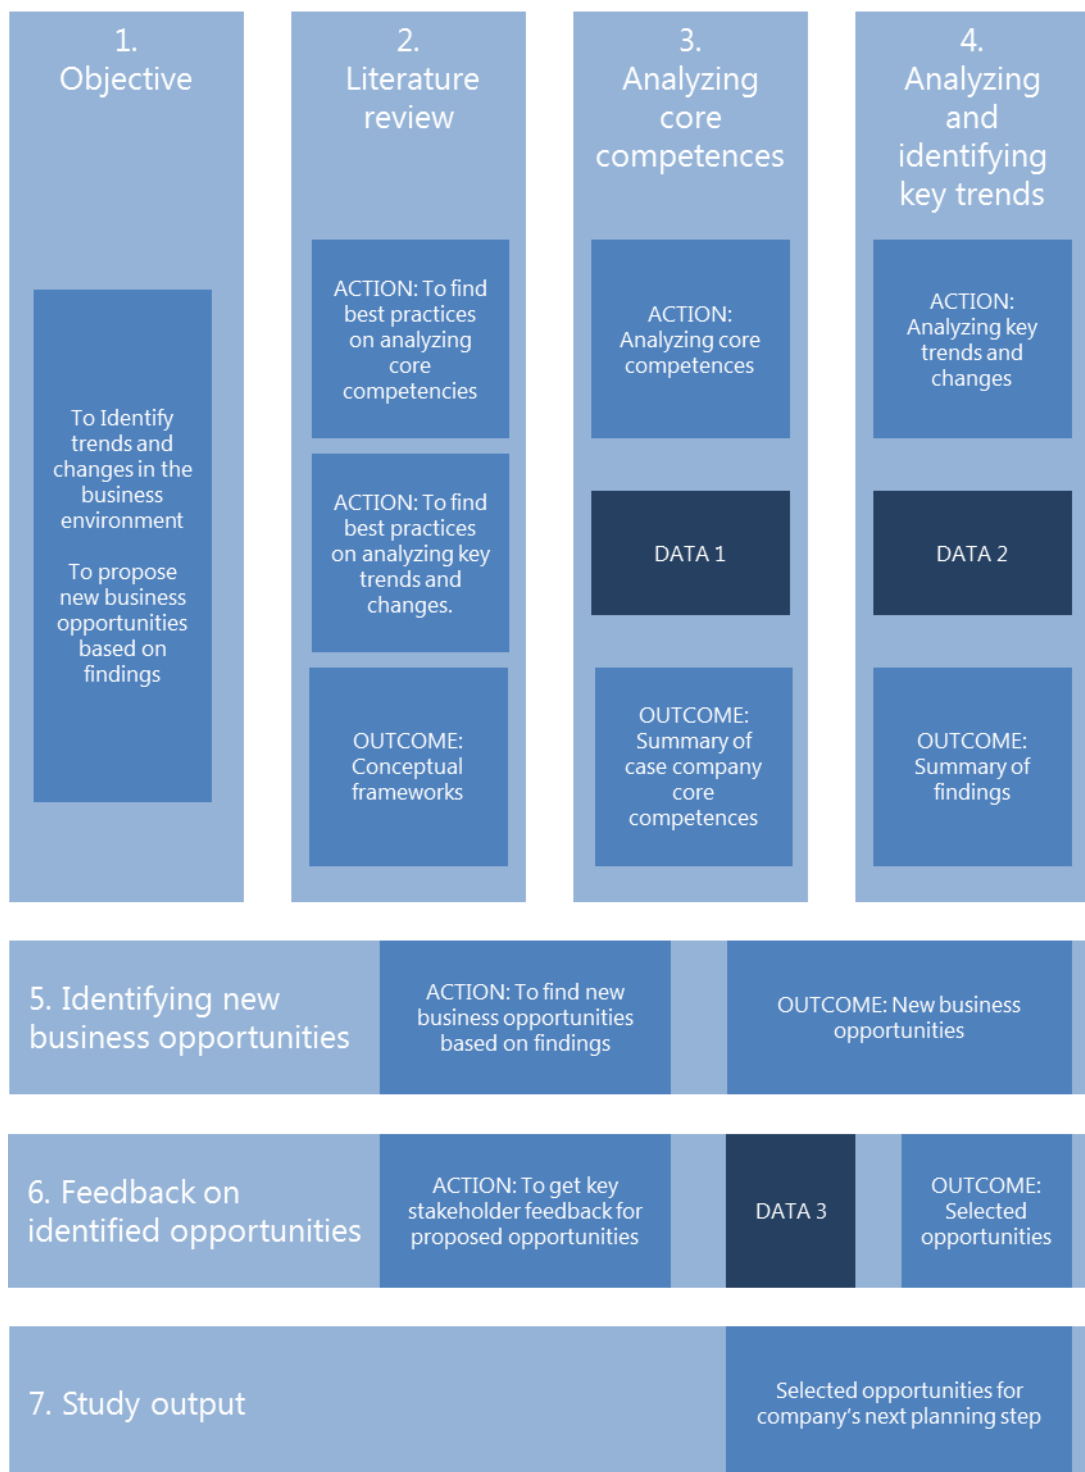 1.
Objective
To Identify
trends and
changes in the
business
environment
To propose
new business
opportunities
based on
findings
2.
Literature
review
ACTION: To find
best practices
on analyzing
core
competencies
ACTION: To find
best practices
on analyzing key
trends and
changes.
OUTCOME:
Conceptual
frameworks
3.
Analyzing
core
competences
ACTION:
Analyzing core
competences
DATA 1
OUTCOME:
Summary of
case company
core
competences
4.
Analyzing
and
identifying
key trends
ACTION:
Analyzing key
trends and
changes
DATA 2
OUTCOME:
Summary of
findings
5. Identifying new
business opportunities
ACTION: To find new
business opportunities
based on findings
OUTCOME: New business
opportunities
6. Feedback on
identified opportunities
ACTION: To get key
stakeholder feedback for
proposed opportunities
DATA 3
OUTCOME:
Selected
opportunities
7. Study output
Selected opportunities for
company's next planning step